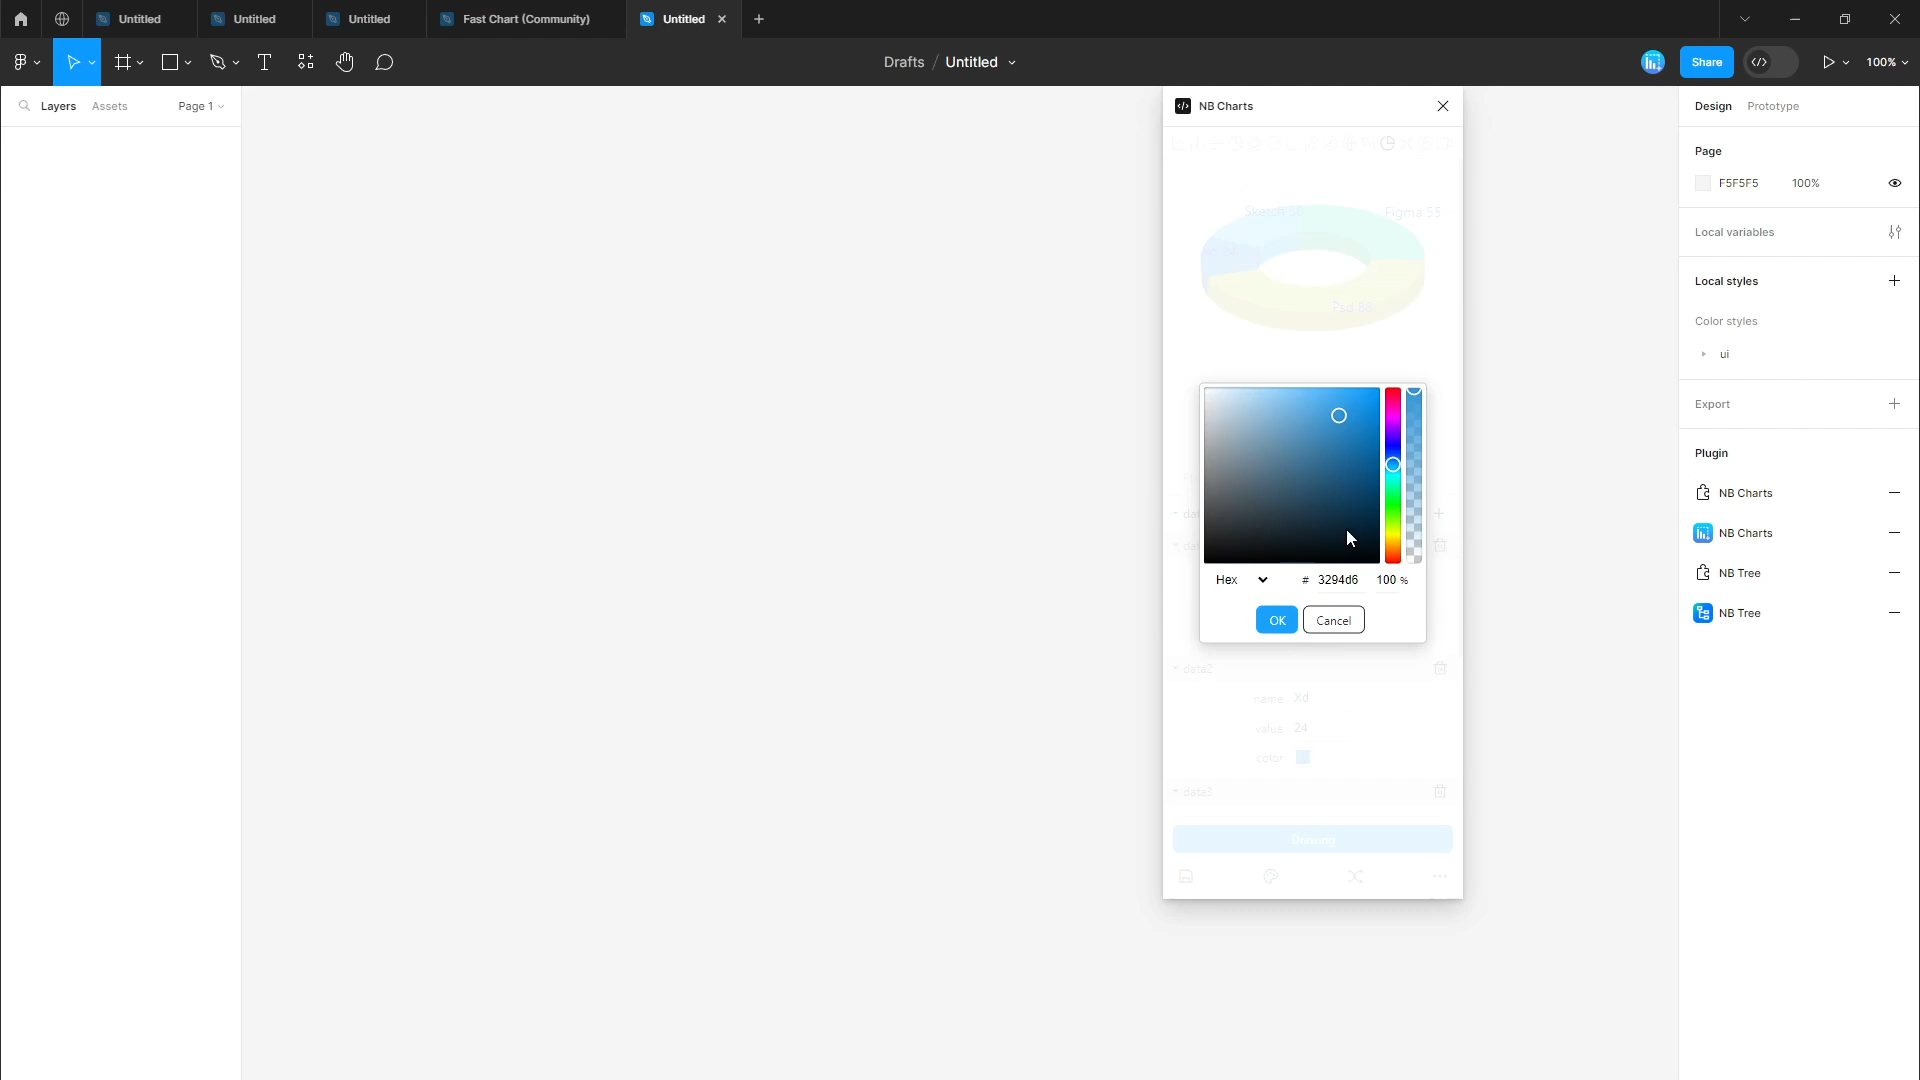 Untitled
Untitled
Untitled
Fast Chart (Community)
Untitled
Drafts / Untitled
Share
100%
Layers
Assets
Page 1
NB Charts
Sketch 56
Figma 55
Psd 88
Hex
# 3294d6
100 %
OK
Cancel
data2
name Xd
value 24
color
data3
Drawing
Design
Prototype
Page
F5F5F5
100%
Local variables
Local styles
Color styles
ui
Export
Plugin
NB Charts
NB Charts
NB Tree
NB Tree